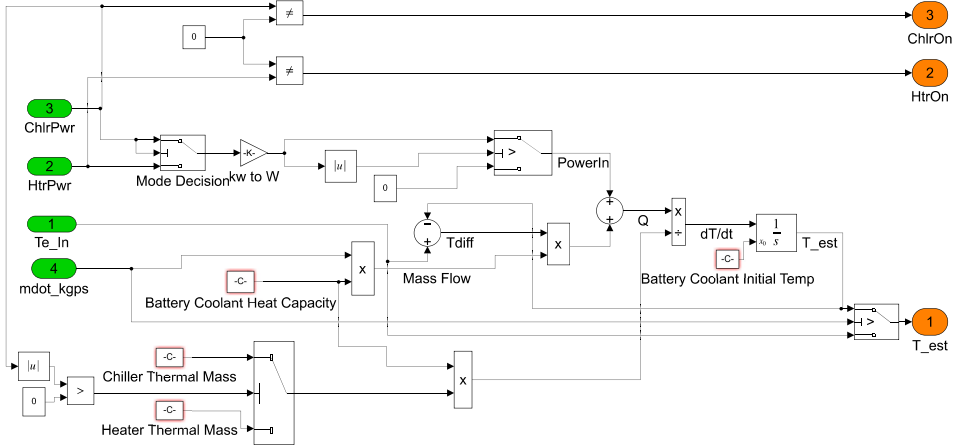 ≠
3
ChlrOn
0
≠
2
HtrOn
3
ChlrPwr
2
HtrPwr
Mode Decision
-K-
kw to W
|u|
>
PowerIn
0
1
Te_In
4
mdot_kgps
-
+
Tdiff
+
+
Q
x
÷
dT/dt
1
s
x₀
T_est
x
x
Mass Flow
-C-
Battery Coolant Heat Capacity
-C-
Battery Coolant Initial Temp
>
1
T_est
|u|
0
>
-C-
Chiller Thermal Mass
-C-
Heater Thermal Mass
x